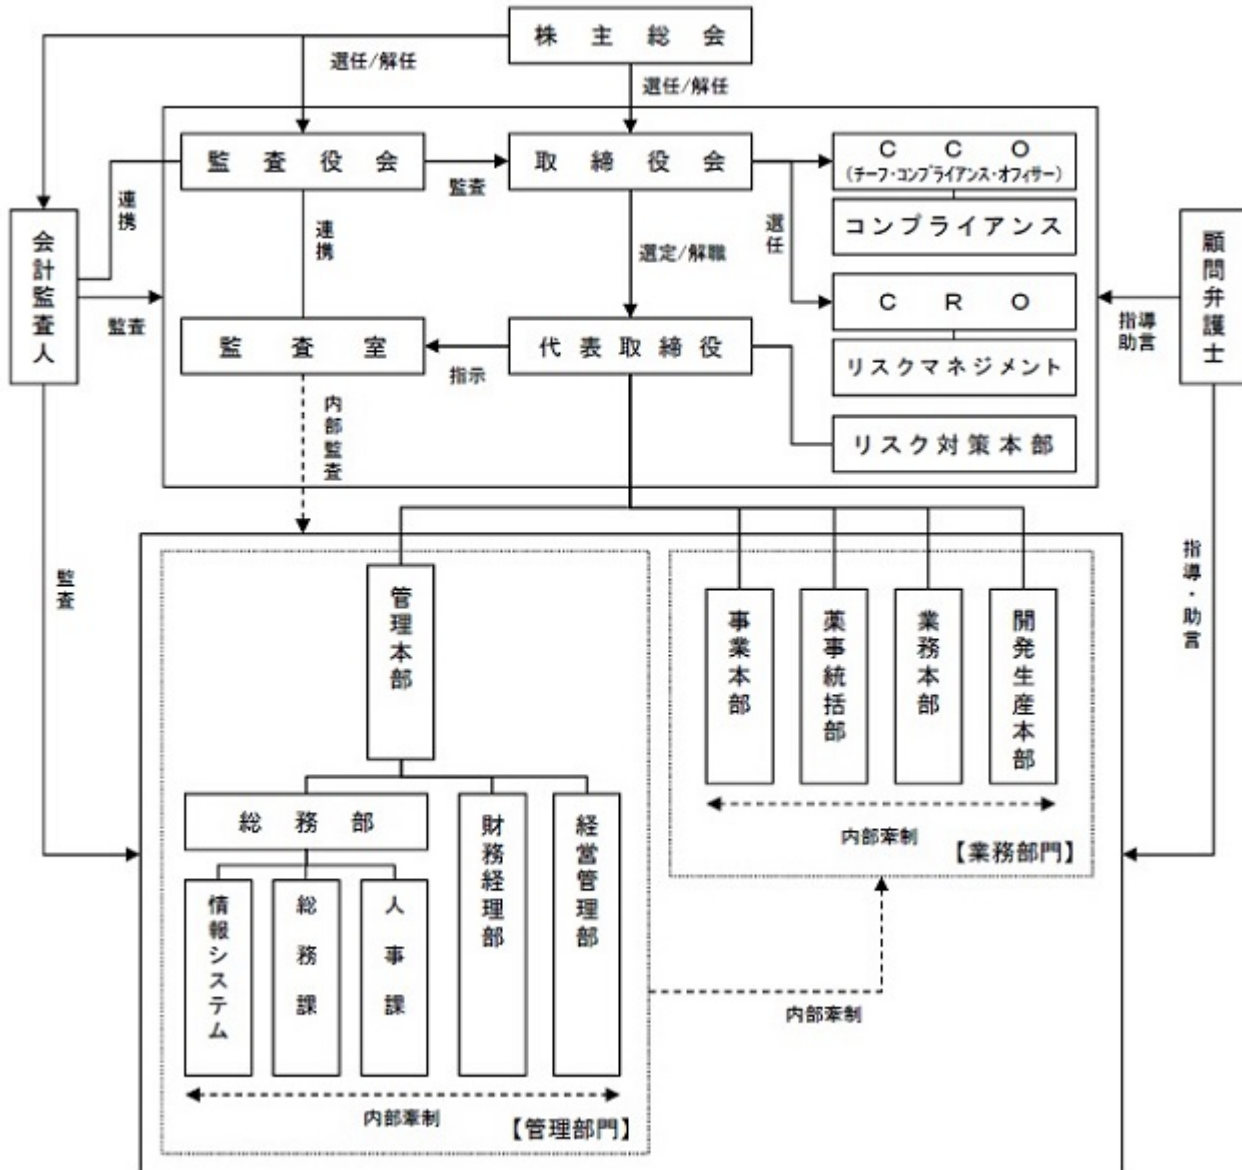 株主総会
選任/解任
選任/解任
監査役会
監査
取締役会
CCO
(チーフ・コンプライアンス・オフィサー)
コンプライアンス
連携
連携
選定/解職
選任
会計監査人
監査
CRO
リスクマネジメント
顧問弁護士
指導
助言
監査室
指示
代表取締役
リスク対策本部
内部監査
監査
指導・助言
管理本部
事業本部
薬事統括部
業務本部
開発生産本部
内部牽制
【業務部門】
総務部
財務経理部
経営管理部
情報システム
総務課
人事課
内部牽制
内部牽制
【管理部門】